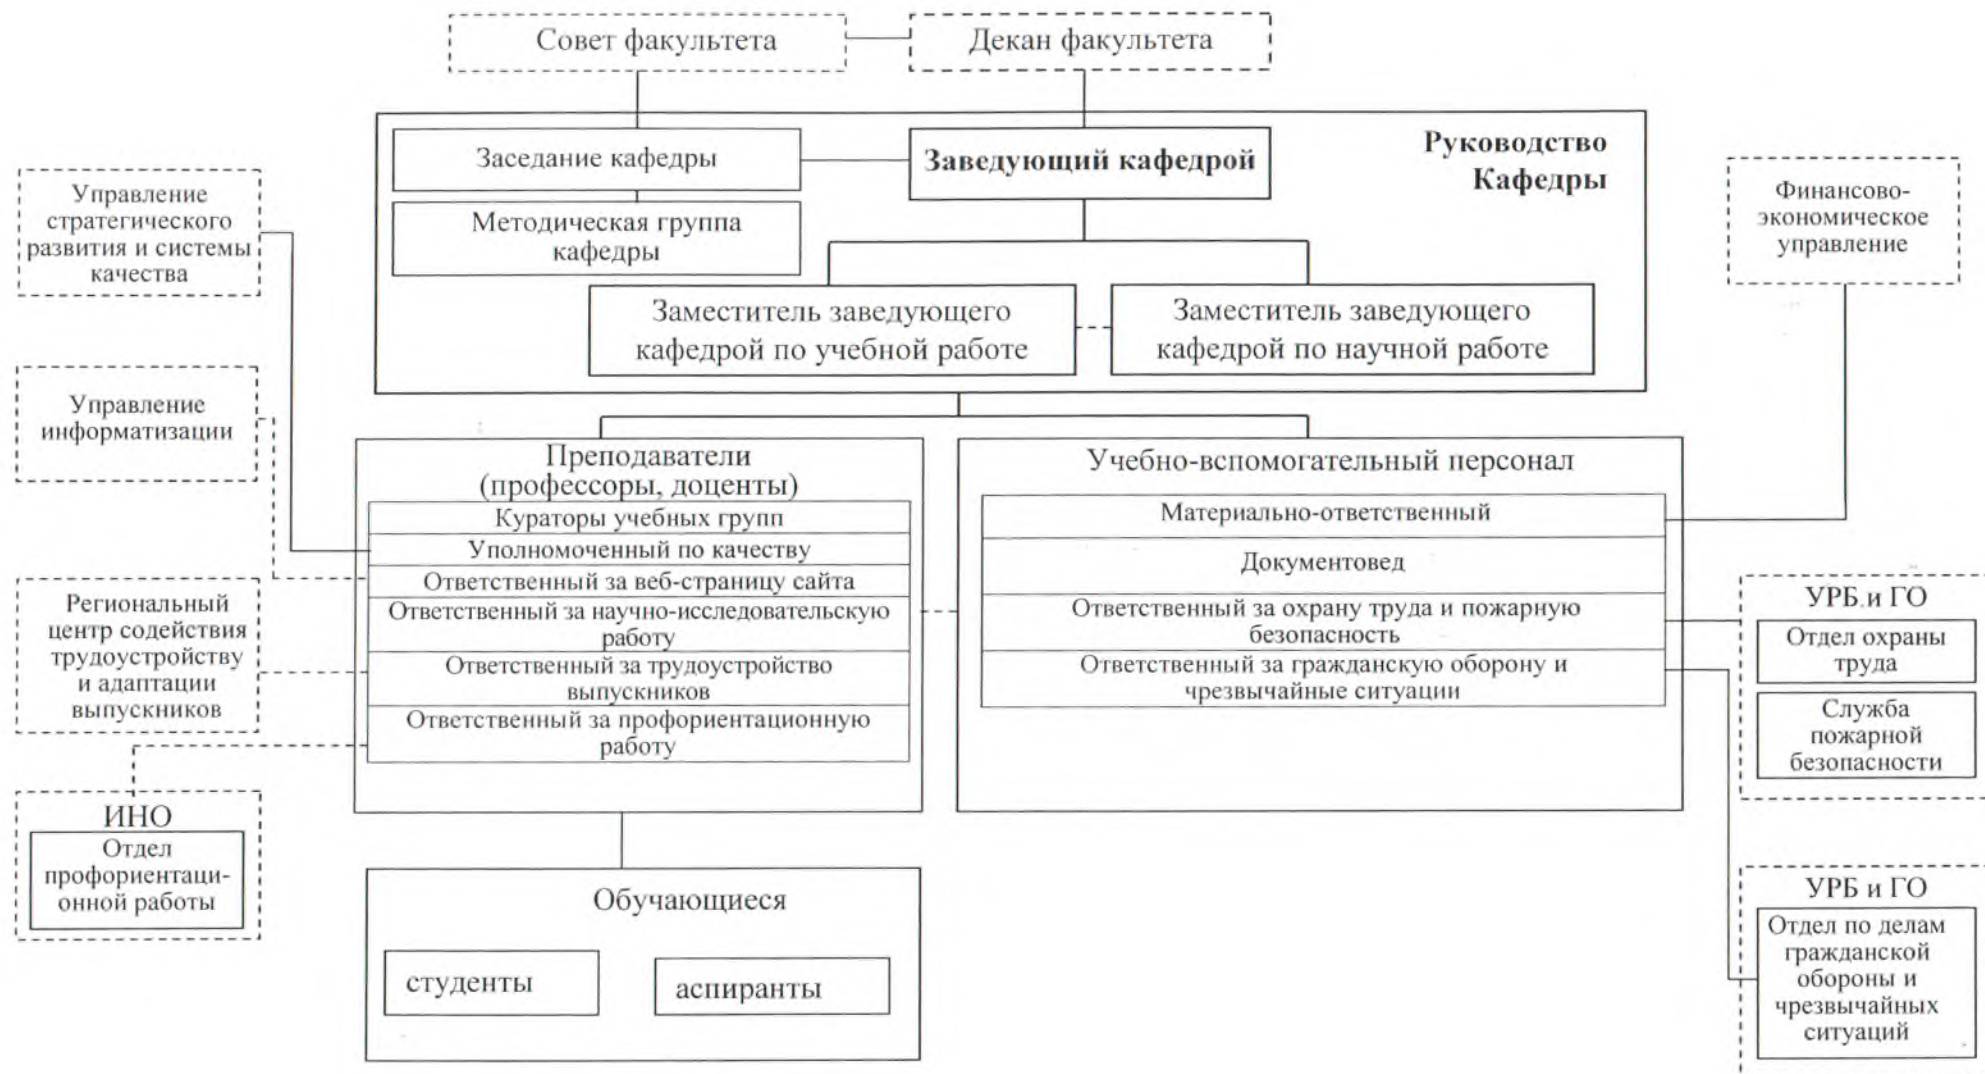 Совет факультета
Декан факультета
Руководство
Кафедры
Заседание кафедры
Заведующий кафедрой
Методическая группа
кафедры
Заместитель заведующего
кафедрой по учебной работе
Заместитель заведующего
кафедрой по научной работе
Управление
стратегического
развития и системы
качества
Финансово-
экономическое
управление
Управление
информатизации
Преподаватели
(профессоры, доценты)
Кураторы учебных групп
Уполномоченный по качеству
Ответственный за веб-страницу сайта
Ответственный за научно-исследовательскую
работу
Ответственный за трудоустройство
выпускников
Ответственный за профориентационную
работу
Учебно-вспомогательный персонал
Материально-ответственный
Документовед
Ответственный за охрану труда и пожарную
безопасность
Ответственный за гражданскую оборону и
чрезвычайные ситуации
Региональный
центр содействия
трудоустройству
и адаптации
выпускников
УРБ и ГО
Отдел охраны
труда
Служба
пожарной
безопасности
ИНО
Отдел
профориентаци-
онной работы
Обучающиеся
студенты
аспиранты
УРБ и ГО
Отдел по делам
гражданской
обороны и
чрезвычайных
ситуаций